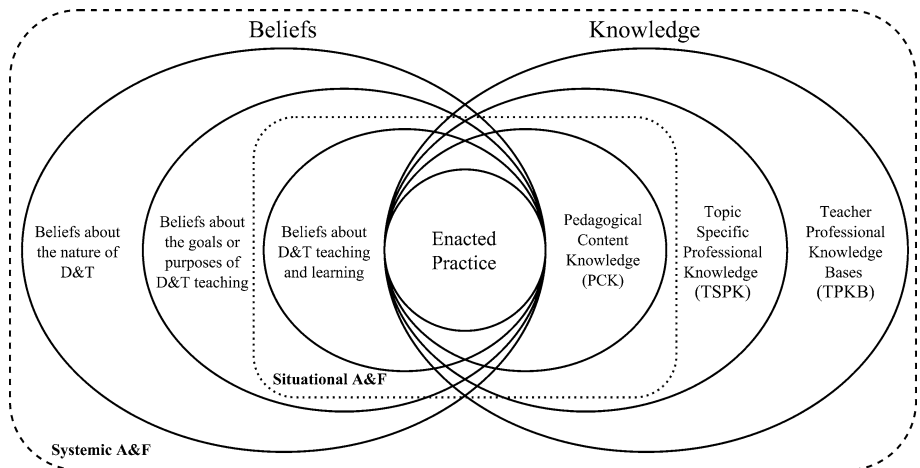 Beliefs
Knowledge
Beliefs about
the nature of
D&T
Beliefs about
the goals or
purposes of
D&T teaching
Beliefs about
D&T teaching
and learning
Enacted
Practice
Pedagogical
Content
Knowledge
(PCK)
Topic
Specific
Professional
Knowledge
(TSPK)
Teacher
Professional
Knowledge
Bases
(TPKB)
Situational A&F
Systemic A&F